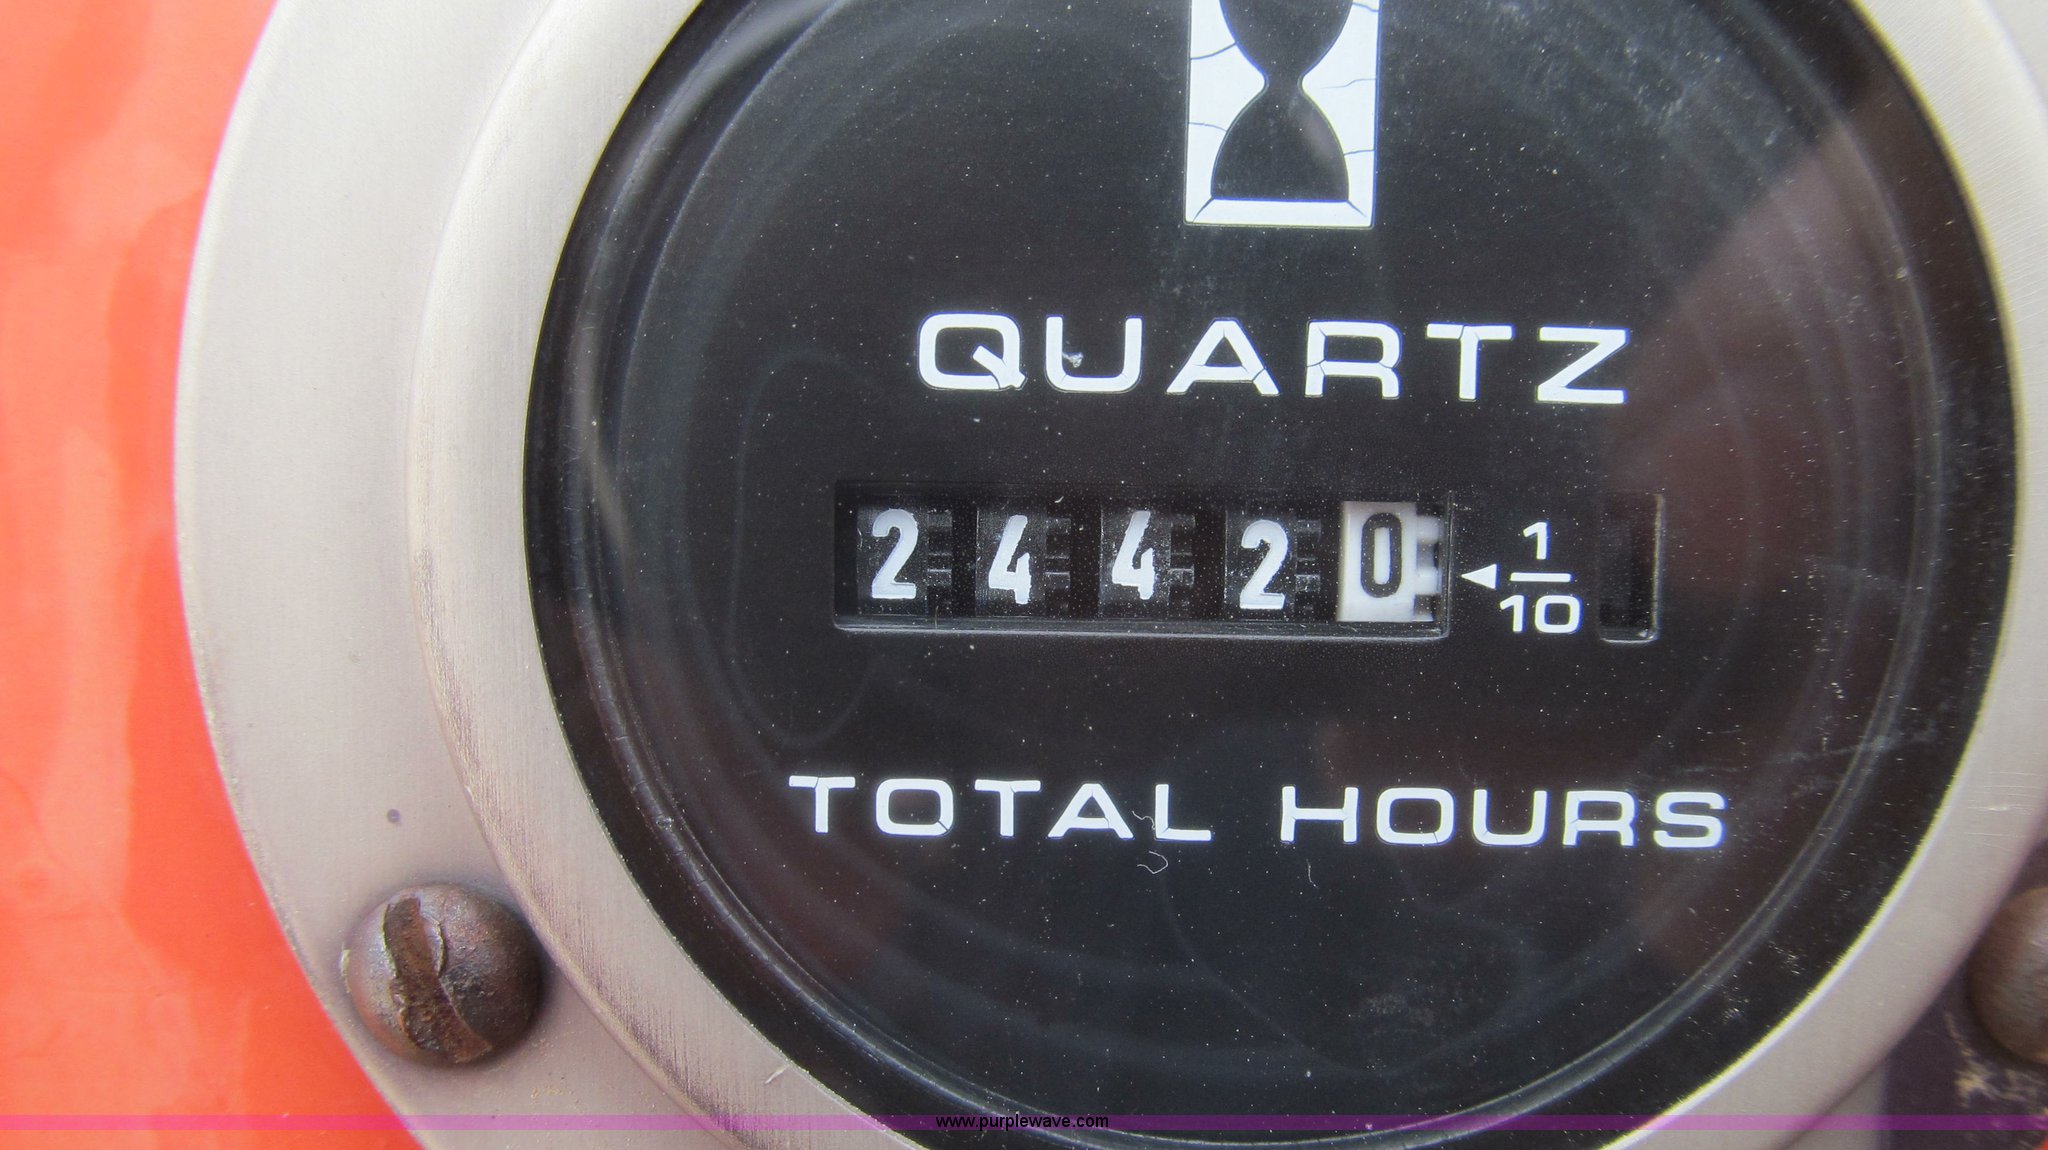 QUARTZ
24420 ◄ 1/10
TOTAL HOURS
www.purplewave.com